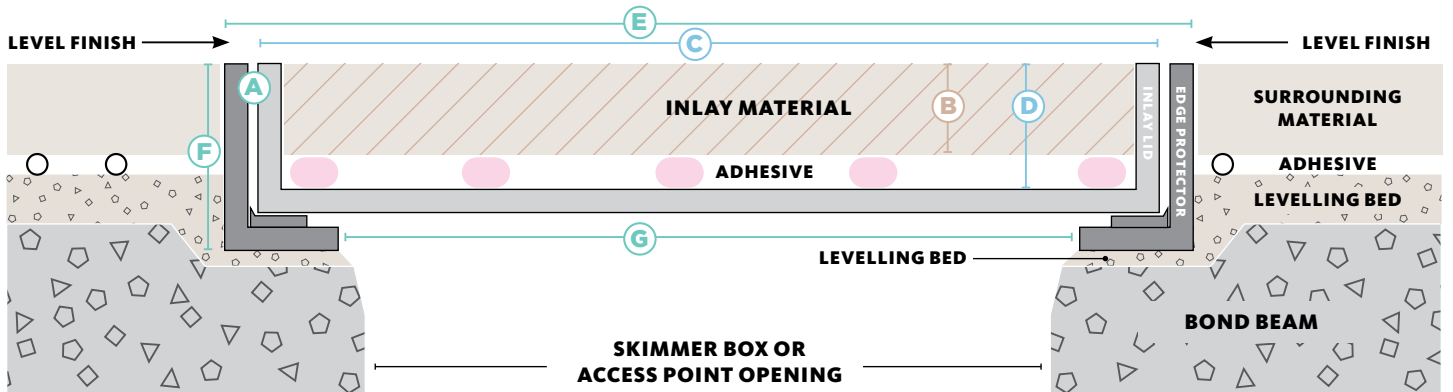 E
LEVEL FINISH
C
LEVEL FINISH
A
B
D
INLAY MATERIAL
INLAY LID
EDGE PROTECTOR
SURROUNDING
MATERIAL
F
ADHESIVE
ADHESIVE
LEVELLING BED
G
LEVELLING BED
BOND BEAM
SKIMMER BOX OR
ACCESS POINT OPENING